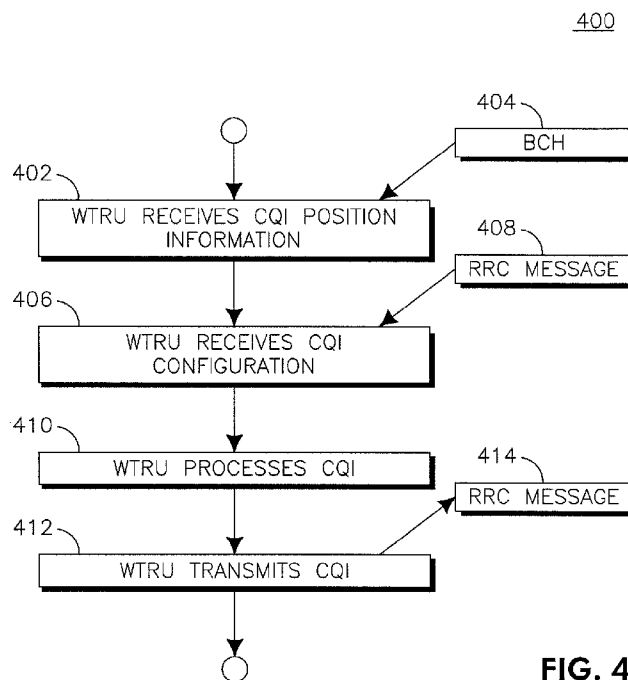 400
404
BCH
402
WTRU RECEIVES CQI POSITION
INFORMATION
408
RRC MESSAGE
406
WTRU RECEIVES CQI
CONFIGURATION
410
WTRU PROCESSES CQI
414
RRC MESSAGE
412
WTRU TRANSMITS CQI
FIG. 4